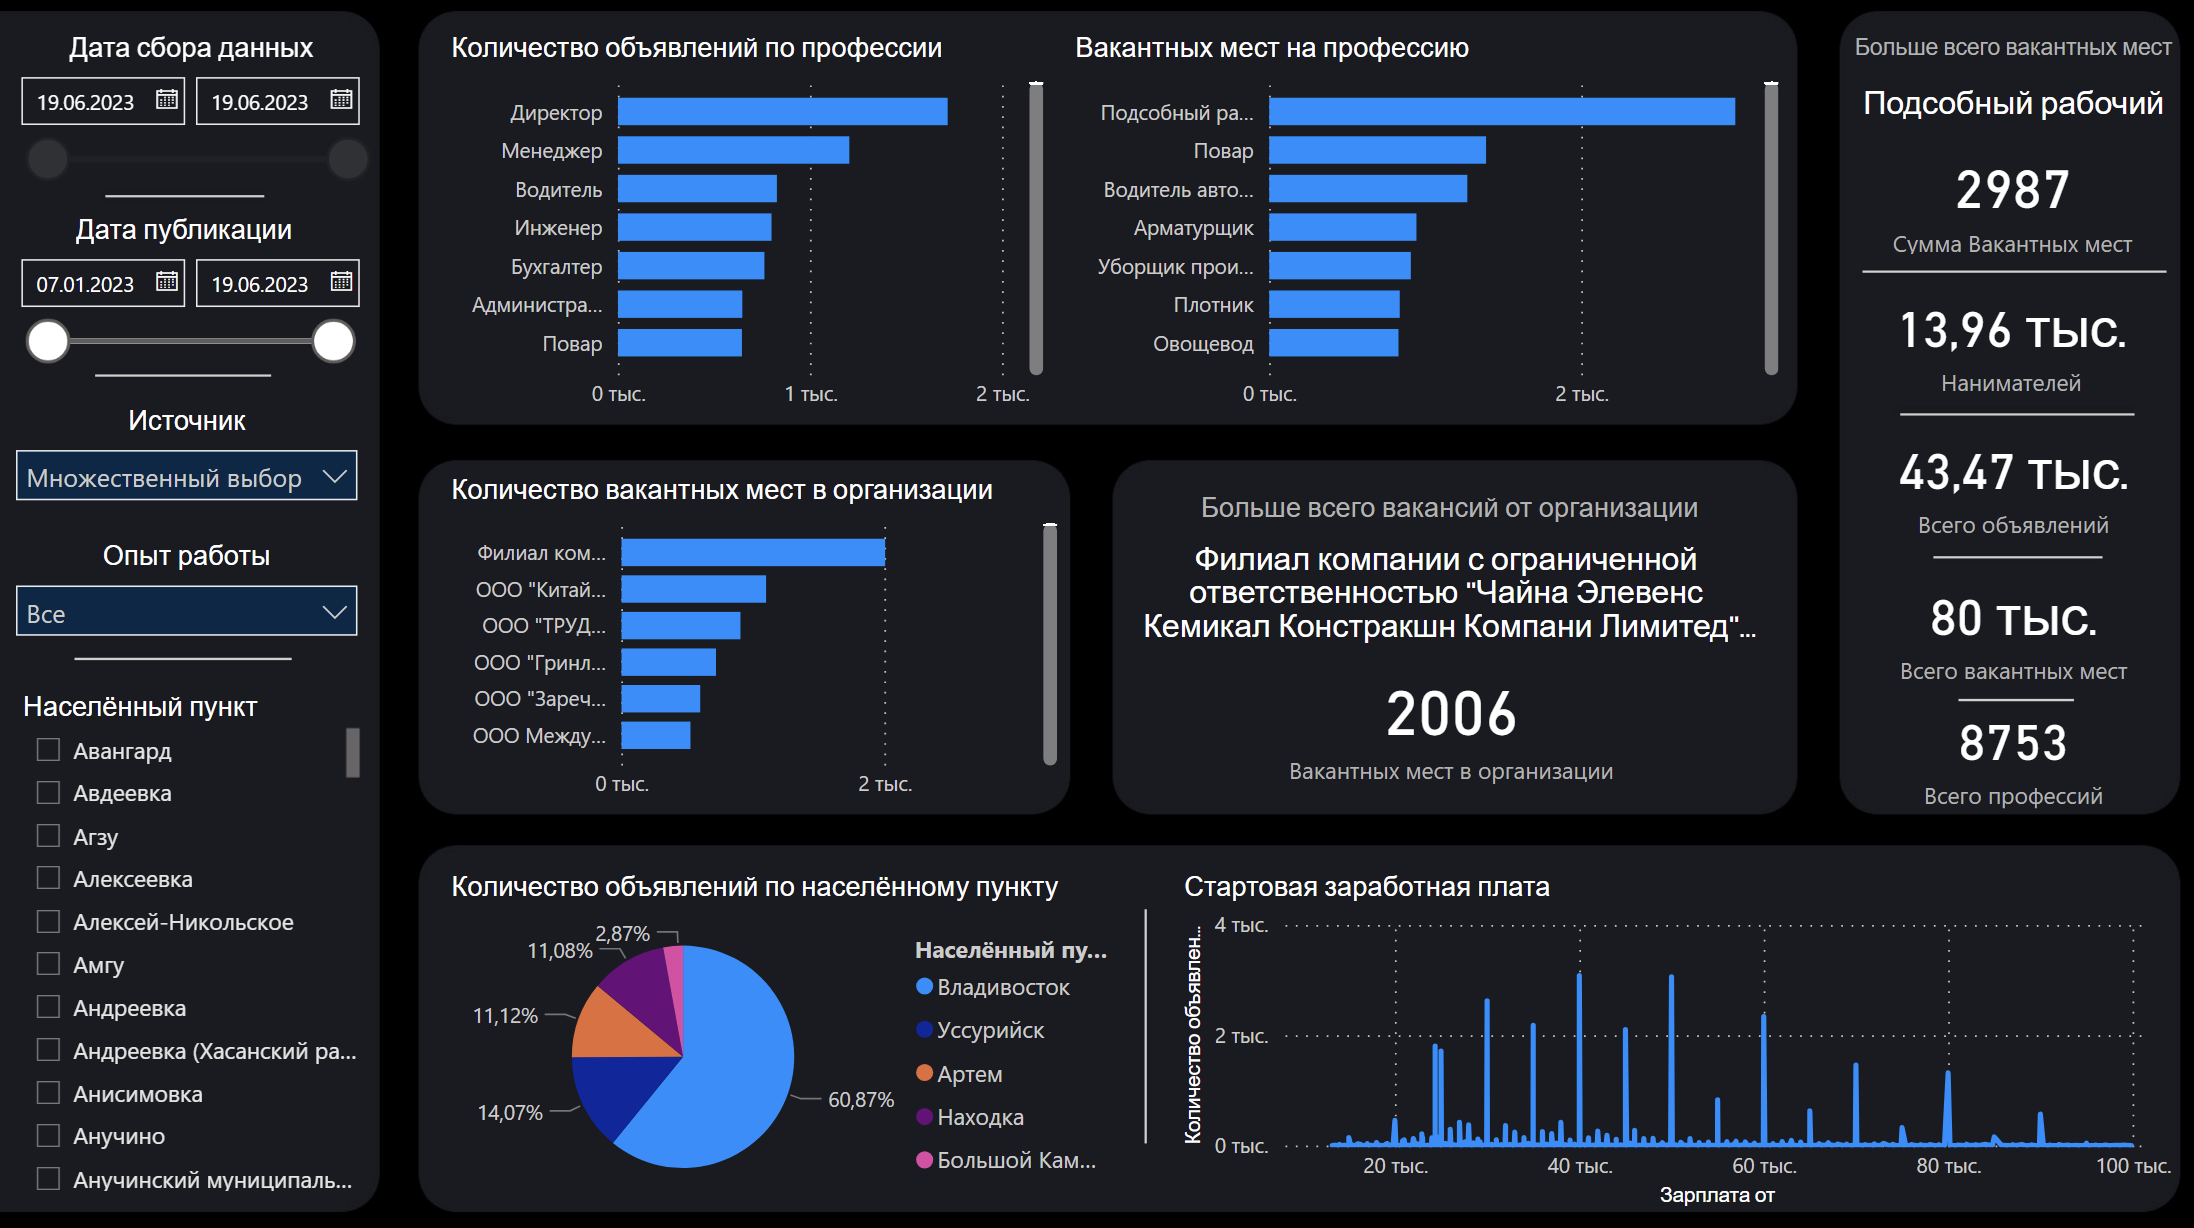 Дата сбора данных
19.06.2023
19.06.2023
Дата публикации
07.01.2023
19.06.2023
Источник
Множественный выбор
Опыт работы
Все
Населённый пункт
Авангард
Авдеевка
Агзу
Алексеевка
Алексей-Никольское
Амгу
Андреевка
Андреевка (Хасанский ра...
Анисимовка
Анучино
Анучинский муниципаль...
Количество объявлений по профессии
Директор
Менеджер
Водитель
Инженер
Бухгалтер
Администра...
Повар
0 тыс.
1 тыс.
2 тыс.
Вакантных мест на профессию
Подсобный ра...
Повар
Водитель авто...
Арматурщик
Уборщик прои...
Плотник
Овощевод
0 тыс.
2 тыс.
Больше всего вакантных мест
Подсобный рабочий
2987
Сумма Вакантных мест
13,96 тыс.
Нанимателей
43,47 тыс.
Всего объявлений
80 тыс.
Всего вакантных мест
8753
Всего профессий
Количество вакантных мест в организации
Филиал ком...
ООО "Китай...
ООО "ТРУД...
ООО "Гринл...
ООО "Зареч...
ООО Между...
0 тыс.
2 тыс.
Больше всего вакансий от организации
Филиал компании с ограниченной
ответственностью "Чайна Элевенс
Кемикал Констракшн Компани Лимитед"...
2006
Вакантных мест в организации
Количество объявлений по населённому пункту
2,87%
11,08%
11,12%
14,07%
60,87%
Населённый пу...
Владивосток
Уссурийск
Артем
Находка
Большой Кам...
Стартовая заработная плата
Количество объявлен...
4 тыс.
2 тыс.
0 тыс.
20 тыс.
40 тыс.
60 тыс.
80 тыс.
100 тыс.
Зарплата от